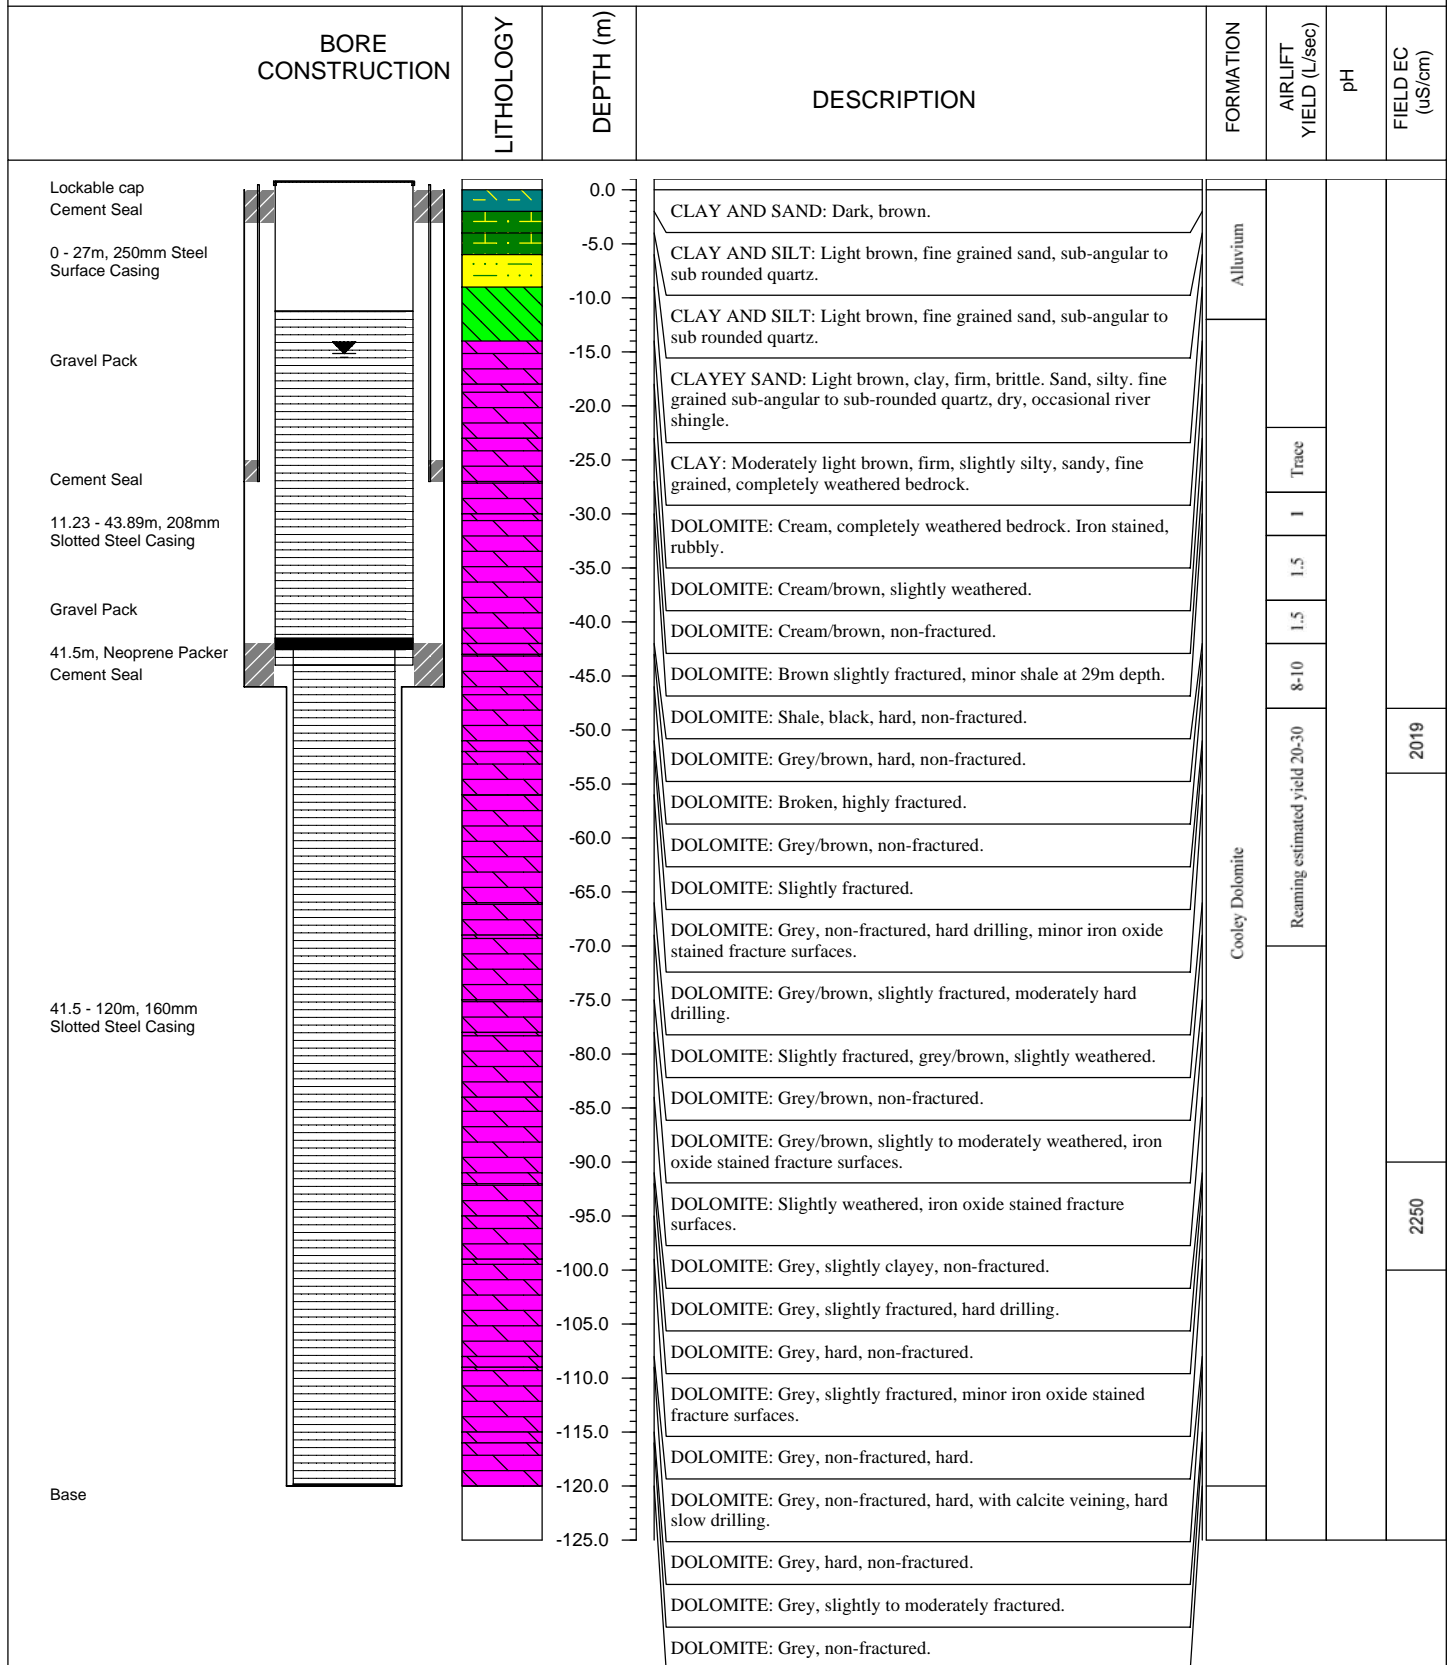 BORE
CONSTRUCTION
LITHOLOGY
DEPTH (m)
DESCRIPTION
FORMATION
AIRLIFT
YIELD (L/sec)
pH
FIELD EC
(uS/cm)
Lockable cap
Cement Seal
0 - 27m, 250mm Steel
Surface Casing
Gravel Pack
Cement Seal
11.23 - 43.89m, 208mm
Slotted Steel Casing
Gravel Pack
41.5m, Neoprene Packer
Cement Seal
41.5 - 120m, 160mm
Slotted Steel Casing
Base
0.0
-5.0
-10.0
-15.0
-20.0
-25.0
-30.0
-35.0
-40.0
-45.0
-50.0
-55.0
-60.0
-65.0
-70.0
-75.0
-80.0
-85.0
-90.0
-95.0
-100.0
-105.0
-110.0
-115.0
-120.0
-125.0
CLAY AND SAND: Dark, brown.
CLAY AND SILT: Light brown, fine grained sand, sub-angular to
sub rounded quartz.
CLAY AND SILT: Light brown, fine grained sand, sub-angular to
sub rounded quartz.
CLAYEY SAND: Light brown, clay, firm, brittle. Sand, silty. fine
grained sub-angular to sub-rounded quartz, dry, occasional river
shingle.
CLAY: Moderately light brown, firm, slightly silty, sandy, fine
grained, completely weathered bedrock.
DOLOMITE: Cream, completely weathered bedrock. Iron stained,
rubbly.
DOLOMITE: Cream/brown, slightly weathered.
DOLOMITE: Cream/brown, non-fractured.
DOLOMITE: Brown slightly fractured, minor shale at 29m depth.
DOLOMITE: Shale, black, hard, non-fractured.
DOLOMITE: Grey/brown, hard, non-fractured.
DOLOMITE: Broken, highly fractured.
DOLOMITE: Grey/brown, non-fractured.
DOLOMITE: Slightly fractured.
DOLOMITE: Grey, non-fractured, hard drilling, minor iron oxide
stained fracture surfaces.
DOLOMITE: Grey/brown, slightly fractured, moderately hard
drilling.
DOLOMITE: Slightly fractured, grey/brown, slightly weathered.
DOLOMITE: Grey/brown, non-fractured.
DOLOMITE: Grey/brown, slightly to moderately weathered, iron
oxide stained fracture surfaces.
DOLOMITE: Slightly weathered, iron oxide stained fracture
surfaces.
DOLOMITE: Grey, slightly clayey, non-fractured.
DOLOMITE: Grey, slightly fractured, hard drilling.
DOLOMITE: Grey, hard, non-fractured.
DOLOMITE: Grey, slightly fractured, minor iron oxide stained
fracture surfaces.
DOLOMITE: Grey, non-fractured, hard.
DOLOMITE: Grey, non-fractured, hard, with calcite veining, hard
slow drilling.
DOLOMITE: Grey, hard, non-fractured.
DOLOMITE: Grey, slightly to moderately fractured.
DOLOMITE: Grey, non-fractured.
Alluvium
Cooley Dolomite
Trace
1
1.5
1.5
8-10
Reaming estimated yield 20-30
2019
2250